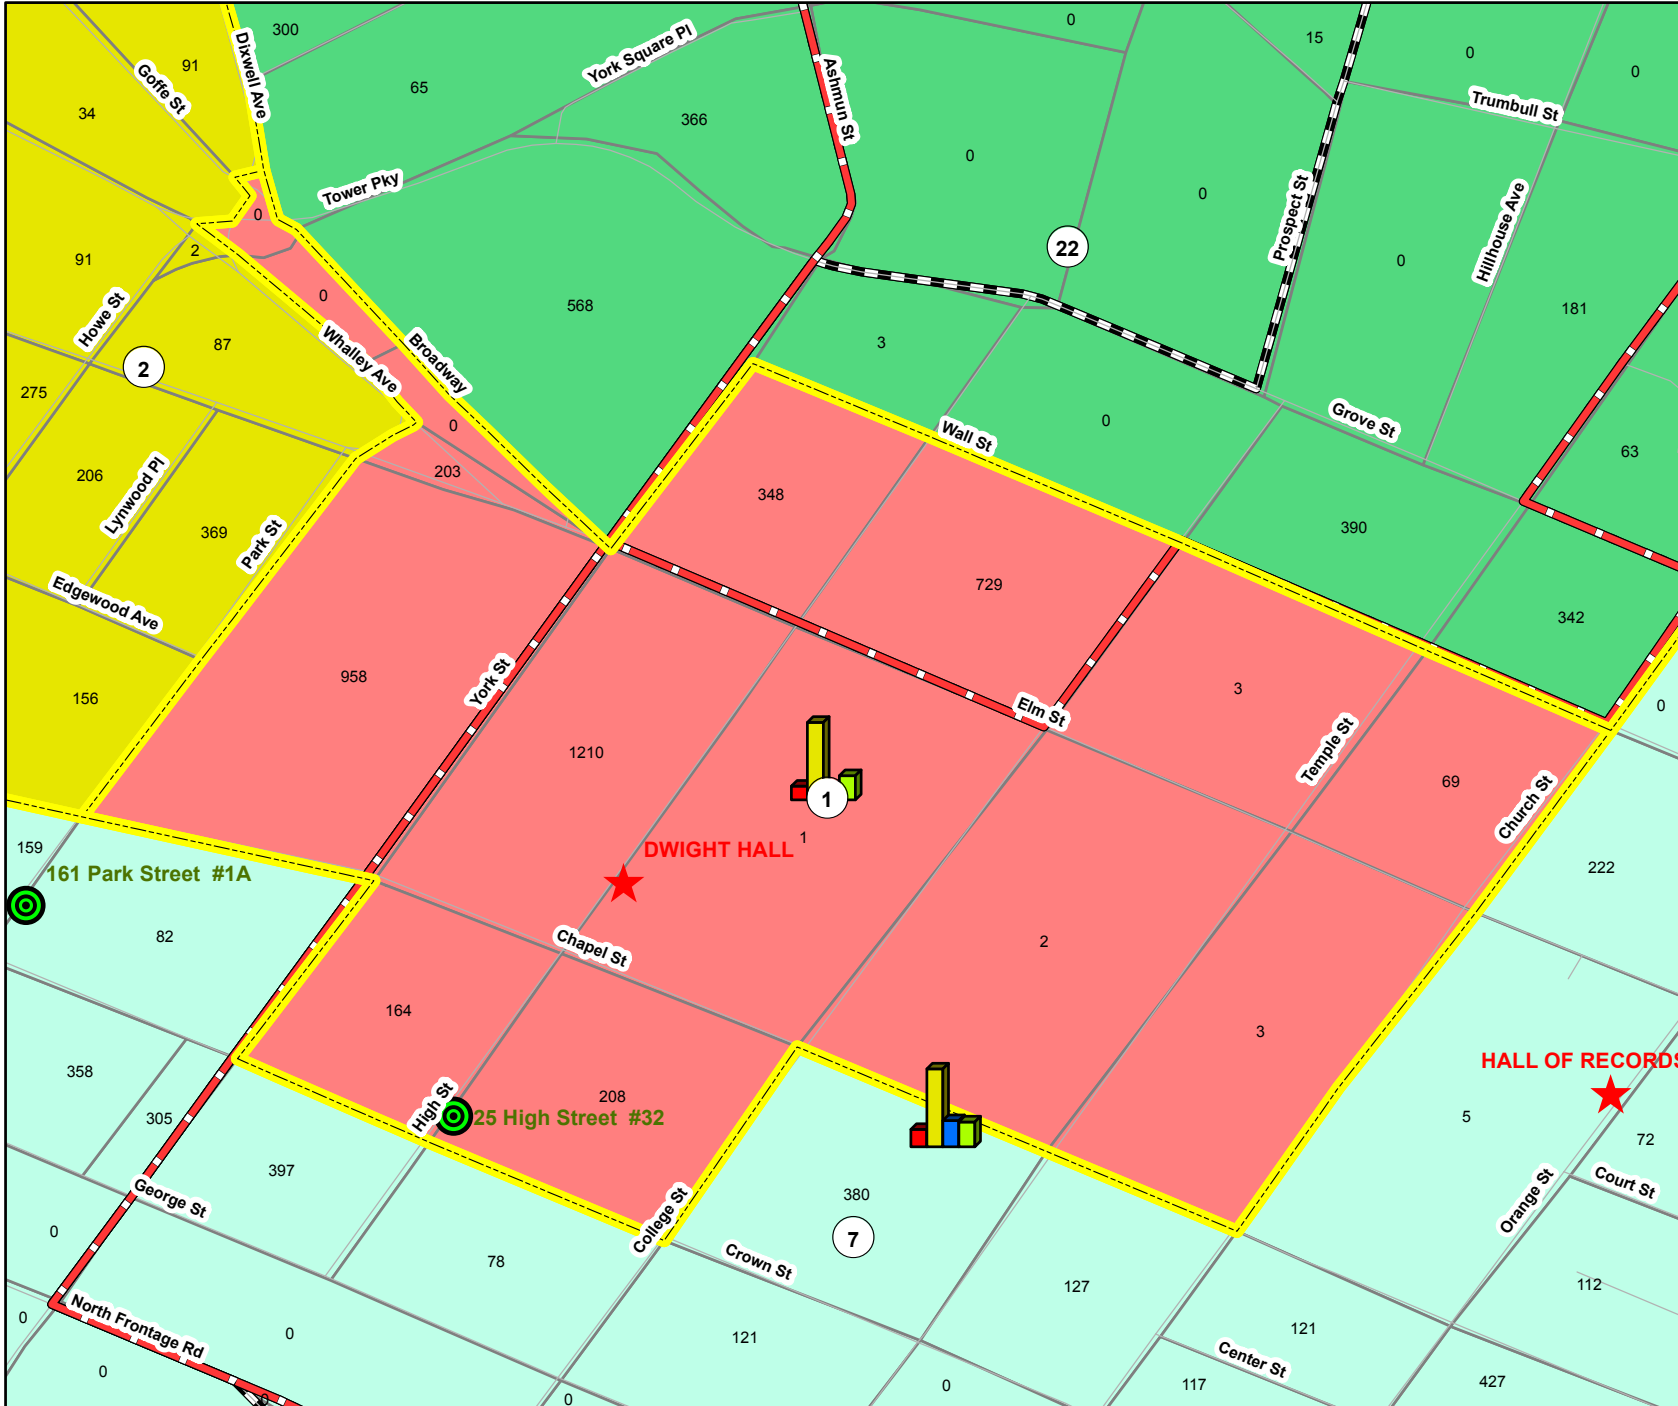 300
0
15
0
0
91
Goffe St
Dixwell Ave
York Square Pl
65
Ashmun St
Trumbull St
34
366
0
Tower Pky
0
Prospect St
Hillhouse Ave
0
22
91
2
0
0
Howe St
568
181
87
Whalley Ave
Broadway
3
2
275
0
Grove St
0
Wall St
63
203
206
Lynwood Pl
348
369
Park St
390
729
Edgewood Ave
342
958
York St
3
156
0
Elm St
1210
Temple St
69
1
Church St
1
159
DWIGHT HALL
222
161 Park Street #1A
82
Chapel St
2
164
3
HALL OF RECORDS
358
208
305
High St
25 High Street #32
5
72
397
George St
College St
380
Court St
Orange St
0
7
78
Crown St
127
112
0
North Frontage Rd
0
121
121
Center St
0
0
0
0
117
427